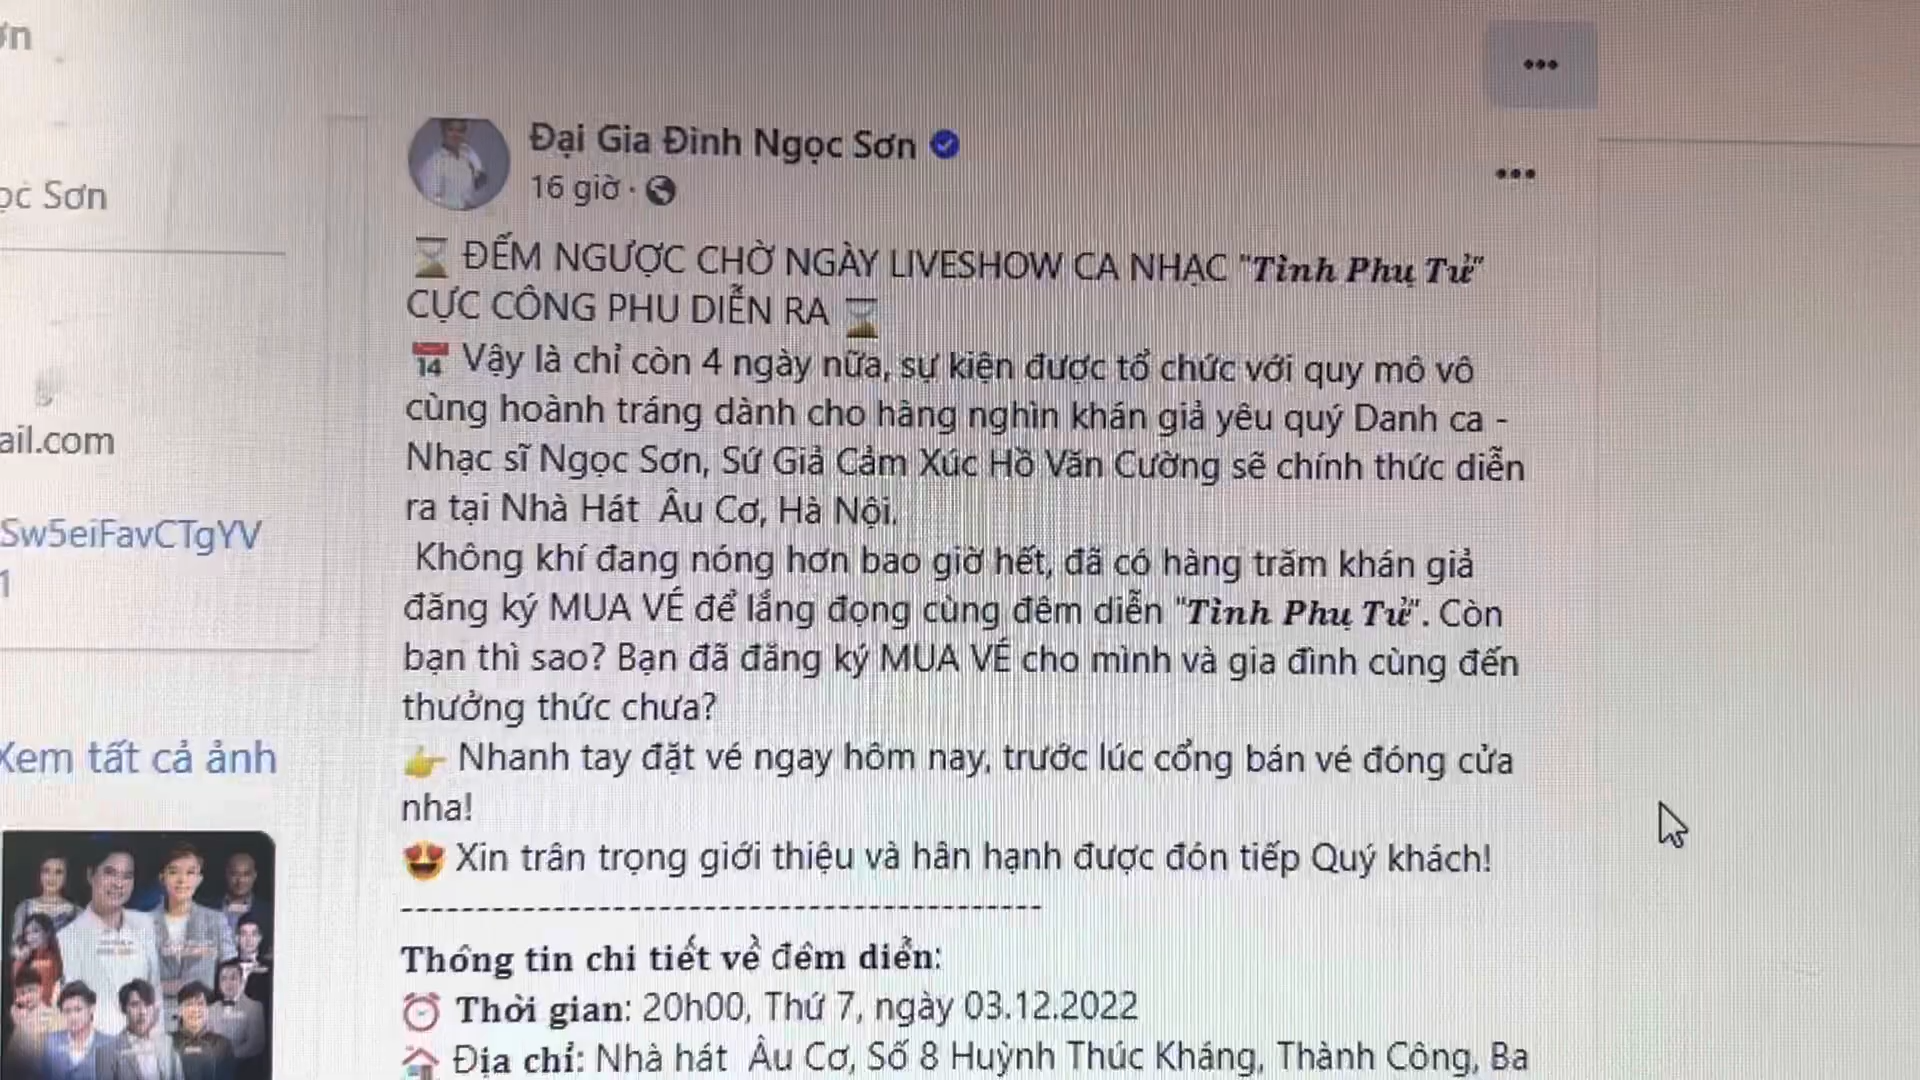 Đại Gia Đình Ngọc Sơn
16 giờ ·
ĐẾM NGƯỢC CHỜ NGÀY LIVESHOW CA NHẠC "Tình Phụ Tử"
CỰC CÔNG PHU DIỄN RA
14 Vậy là chỉ còn 4 ngày nữa, sự kiện được tổ chức với quy mô vô
cùng hoành tráng dành cho hàng nghìn khán giả yêu quý Danh ca -
Nhạc sĩ Ngọc Sơn, Sứ Giả Cảm Xúc Hồ Văn Cường sẽ chính thức diễn
ra tại Nhà Hát Âu Cơ, Hà Nội.
Không khí đang nóng hơn bao giờ hết, đã có hàng trăm khán giả
đăng ký MUA VÉ để lắng đọng cùng đêm diễn "Tình Phụ Tử". Còn
bạn thì sao? Bạn đã đăng ký MUA VÉ cho mình và gia đình cùng đến
thưởng thức chưa?
Nhanh tay đặt vé ngay hôm nay, trước lúc cổng bán vé đóng cửa
nha!
Xin trân trọng giới thiệu và hân hạnh được đón tiếp Quý khách!
------------------------------------------
Thông tin chi tiết về đêm diễn:
Thời gian: 20h00, Thứ 7, ngày 03.12.2022
Địa chỉ: Nhà hát Âu Cơ, Số 8 Huỳnh Thúc Kháng, Thành Công, Ba
ơn
ọc Sơn
ail.com
Sw5eiFavCTgYV
1
Xem tất cả ảnh